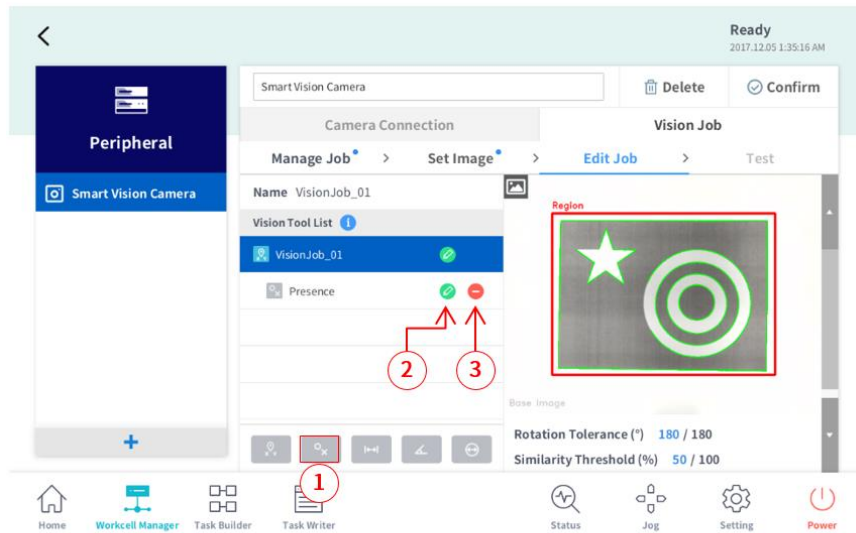 Ready
2017.12.05 1:35:16 AM
Smart Vision Camera
Delete
Confirm
Peripheral
Camera Connection
Vision Job
Manage Job > Set Image > Edit Job > Test
Smart Vision Camera
Name VisionJob_01
Vision Tool List i
VisionJob_01
Presence
Region
2
3
Base Image
Rotation Tolerance (°) 180 / 180
Similarity Threshold (%) 50 / 100
+
1
Home
Workcell Manager
Task Builder
Task Writer
Status
Jog
Setting
Power